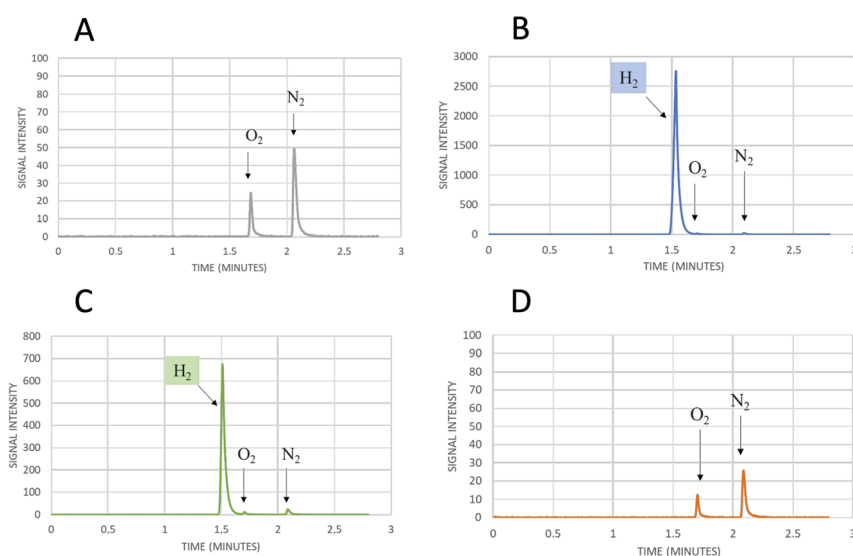 A
100
90
80
70
60
50
40
30
20
10
0
SIGNAL INTENSITY
O2
N2
0 0.5 1 1.5 2 2.5 3
TIME (MINUTES)
B
3000
2500
2000
1500
1000
500
0
SIGNAL INTENSITY
H2
O2
N2
0 0.5 1 1.5 2 2.5 3
TIME (MINUTES)
C
800
700
600
500
400
300
200
100
0
SIGNAL INTENSITY
H2
O2
N2
0 0.5 1 1.5 2 2.5 3
TIME (MINUTES)
D
100
90
80
70
60
50
40
30
20
10
0
SIGNAL INTENSITY
O2
N2
0 0.5 1 1.5 2 2.5 3
TIME (MINUTES)